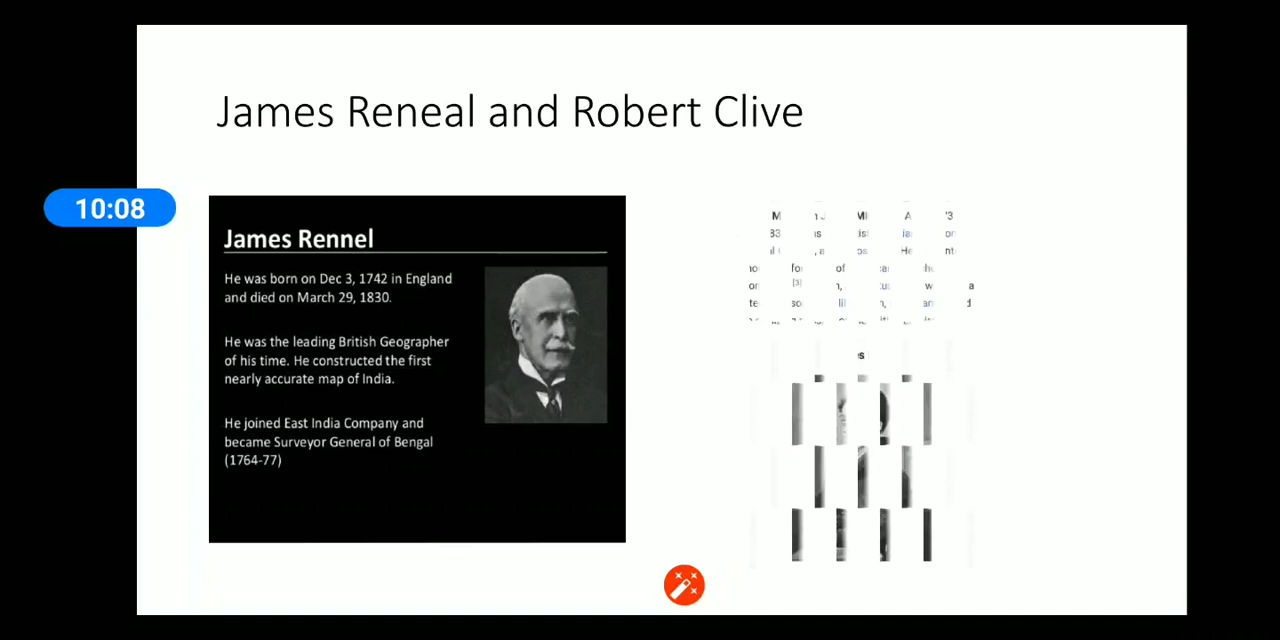 James Reneal and Robert Clive
10:08
James Rennel
He was born on Dec 3, 1742 in England
and died on March 29, 1830.
He was the leading British Geographer
of his time. He constructed the first
nearly accurate map of India.
He joined East India Company and
became Surveyor General of Bengal
(1764-77)